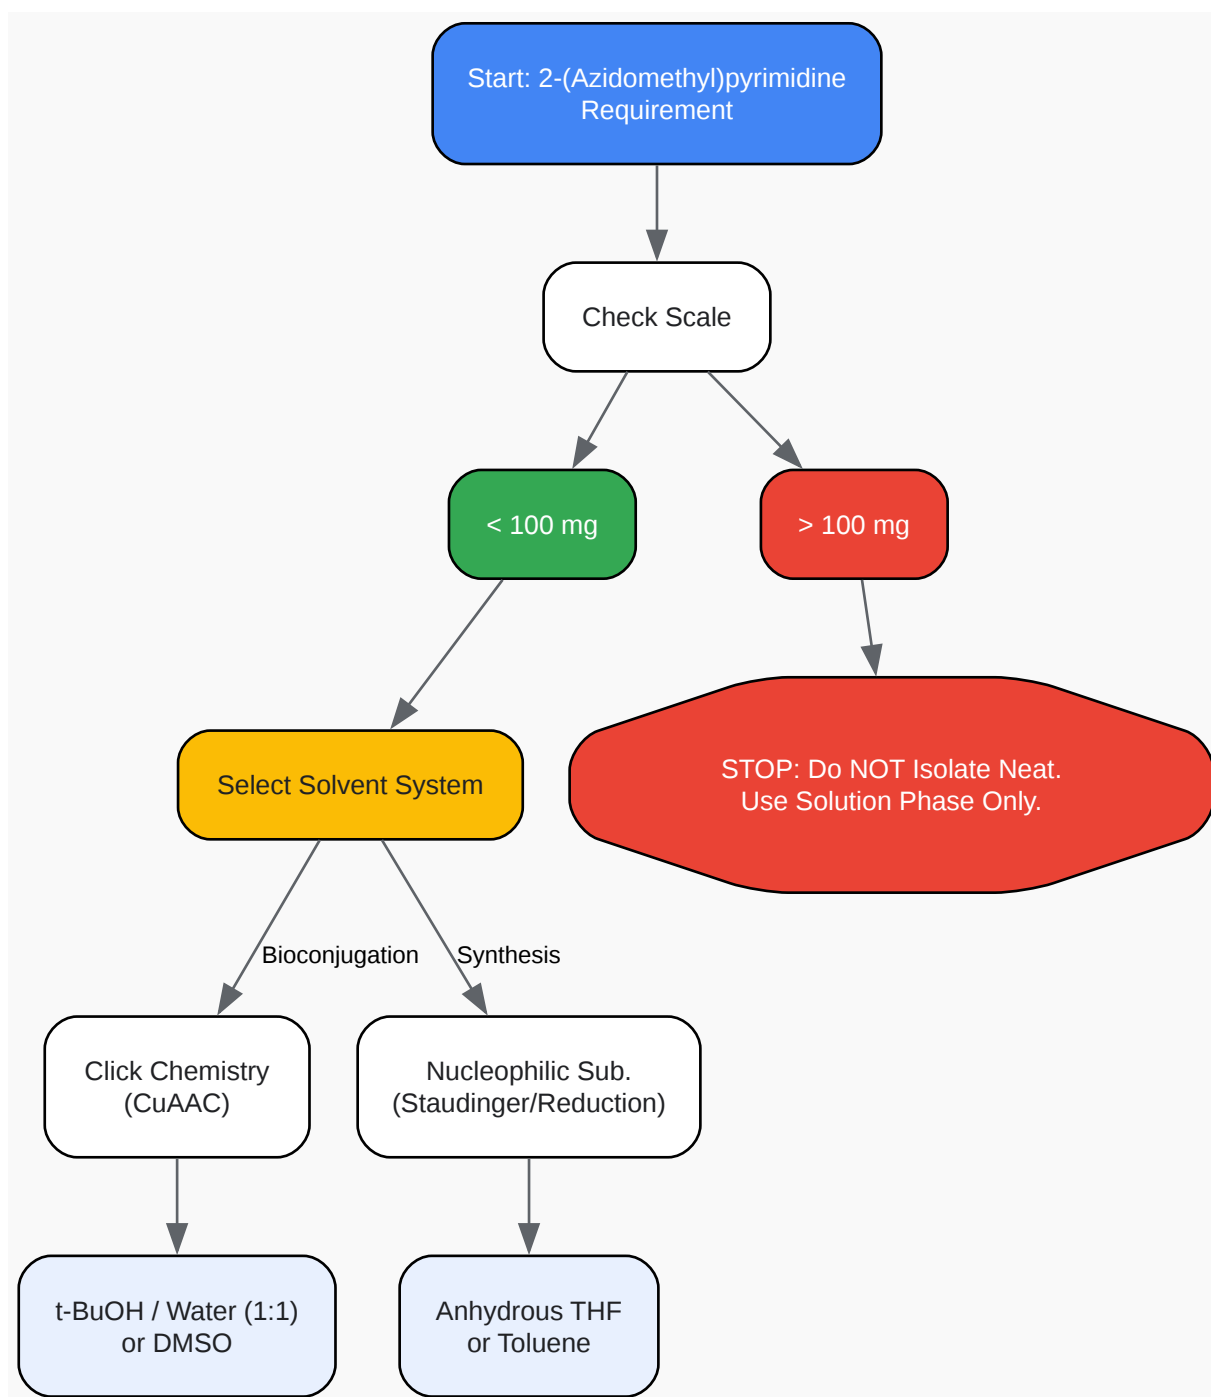 Start: 2-(Azidomethyl)pyrimidine
Requirement
Check Scale
< 100 mg
> 100 mg
Select Solvent System
STOP: Do NOT Isolate Neat.
Use Solution Phase Only.
Bioconjugation
Synthesis
Click Chemistry
(CuAAC)
Nucleophilic Sub.
(Staudinger/Reduction)
t-BuOH / Water (1:1)
or DMSO
Anhydrous THF
or Toluene